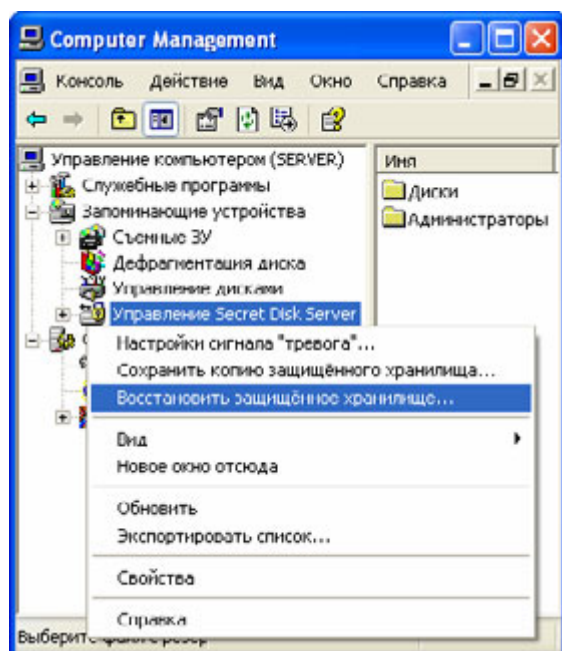 Computer Management
Консоль Действие Вид Окно Справка
Управление компьютером (SERVER)
Служебные программы
Запоминающие устройства
Съемные ЗУ
Дефрагментация диска
Управление дисками
Управление Secret Disk Server
Имя
Диски
Администраторы
Настройки сигнала "тревога"...
Сохранить копию защищённого хранилища...
Восстановить защищённое хранилище...
Вид
Новое окно отсюда
Обновить
Экспортировать список...
Свойства
Справка
Выберите